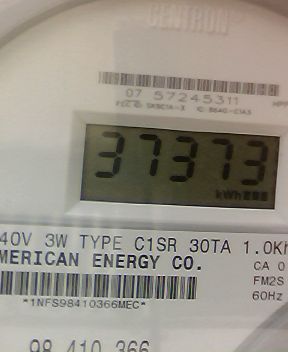 CENTRON
07 57245311
37373
kWh
40V 3W TYPE C1SR 30TA 1.0Kh
MERICAN ENERGY CO.
CA 0
FM2S
*1NFS98410366MEC*
60Hz
98 410 366